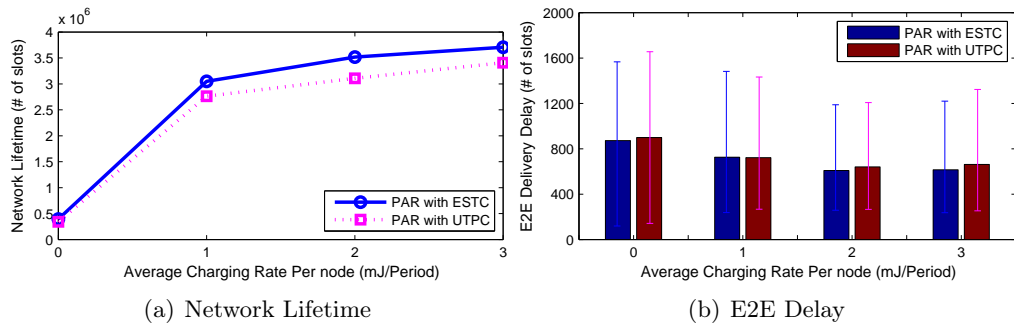 x 10^6
4
3.5
3
2.5
2
1.5
1
0.5
0
Network Lifetime (# of slots)
PAR with ESTC
PAR with UTPC
0 1 2 3
Average Charging Rate Per node (mJ/Period)
(a) Network Lifetime
2000
1600
1200
800
400
0
E2E Delivery Delay (# of slots)
PAR with ESTC
PAR with UTPC
0 1 2 3
Average Charging Rate Per node (mJ/Period)
(b) E2E Delay